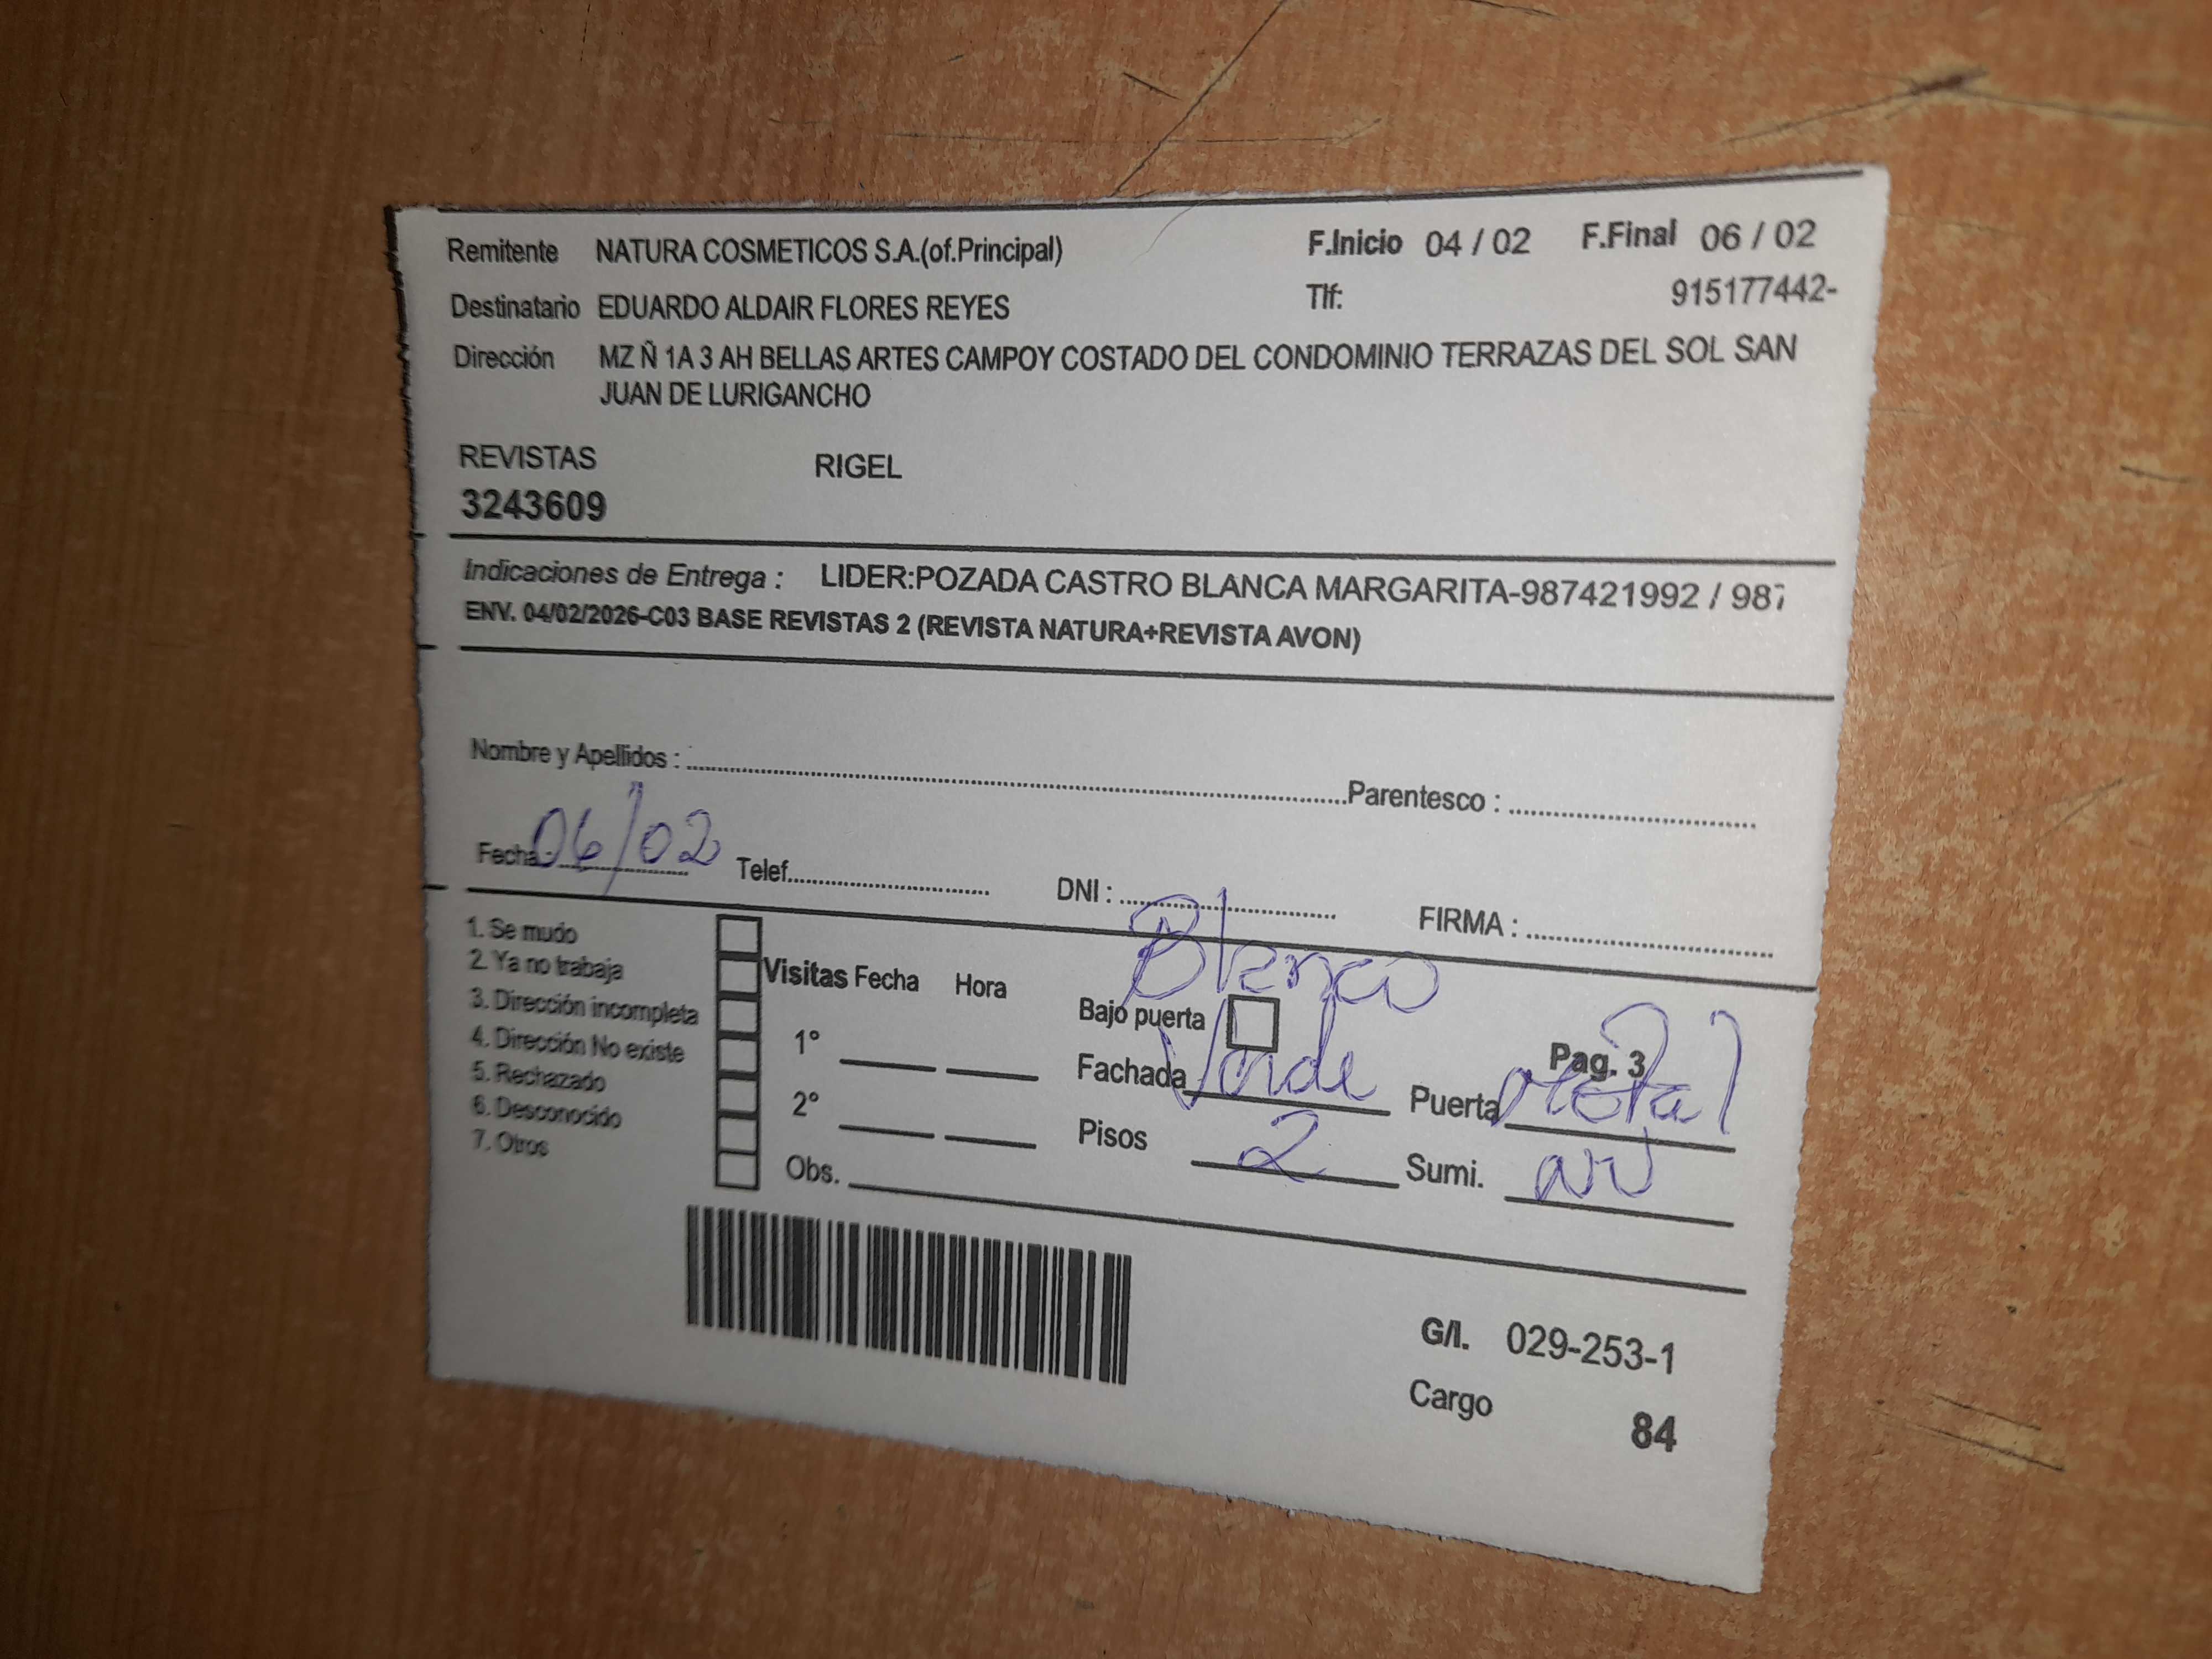 Remitente NATURA COSMETICOS S.A.(of.Principal) F.Inicio 04 / 02 F.Final 06 / 02
Destinatario EDUARDO ALDAIR FLORES REYES Tlf: 915177442-
Dirección MZ Ñ 1A 3 AH BELLAS ARTES CAMPOY COSTADO DEL CONDOMINIO TERRAZAS DEL SOL SAN
JUAN DE LURIGANCHO
REVISTAS RIGEL
3243609
Indicaciones de Entrega : LIDER:POZADA CASTRO BLANCA MARGARITA-987421992 / 987
ENV. 04/02/2026-C03 BASE REVISTAS 2 (REVISTA NATURA+REVISTA AVON)
Nombre y Apellidos : Parentesco :
Fecha : 06/02 Telef. DNI : FIRMA :
1. Se mudo
2. Ya no trabaja
3. Dirección incompleta
4. Dirección No existe
5. Rechazado
6. Desconocido
7. Otros
Visitas Fecha Hora
1°
2°
Obs.
Blanco
Bajo puerta
Fachada Verde
Pisos 2
Pag. 3
Puerta Metal
Sumi.
G/I. 029-253-1
Cargo 84